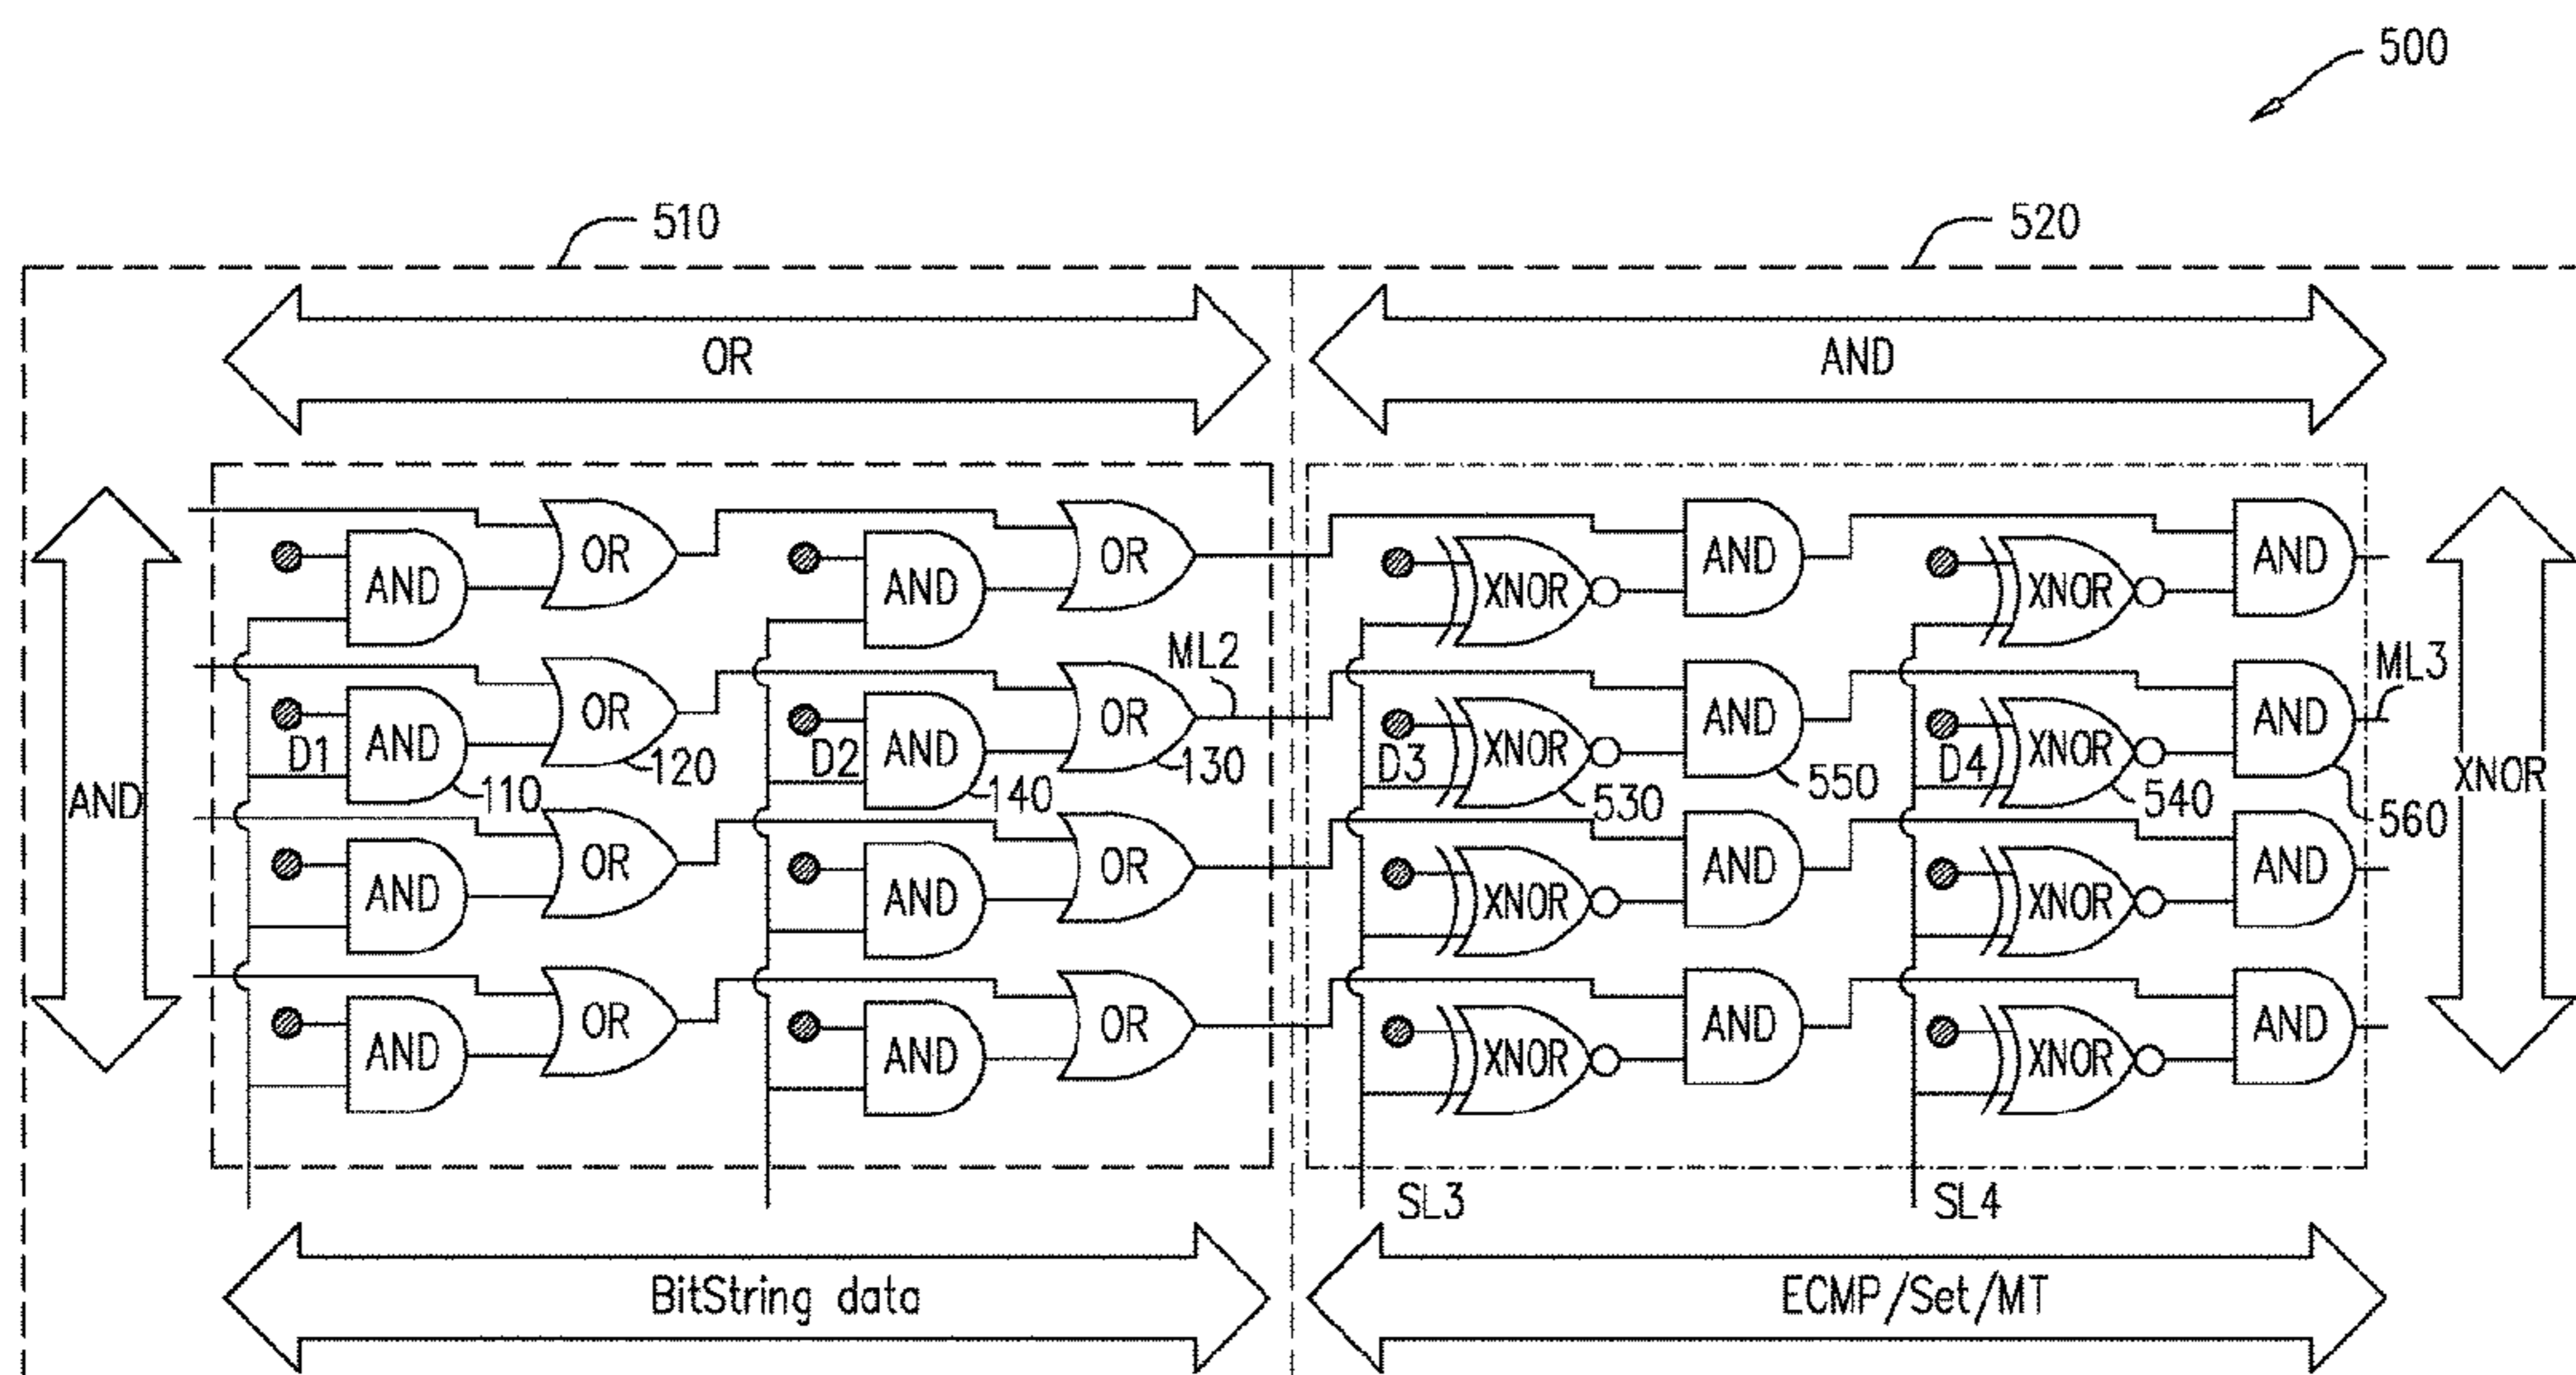 500
510
520
OR
AND
OR
OR
AND
AND
AND
AND
XNOR
XNOR
ML2
OR
OR
AND
AND
ML3
D1
AND
120
D2
AND
130
D3
XNOR
D4
XNOR
AND
110
140
530
550
540
560
XNOR
OR
OR
AND
AND
AND
AND
XNOR
XNOR
OR
OR
AND
AND
AND
AND
XNOR
XNOR
SL3
SL4
BitString data
ECMP/Set/MT